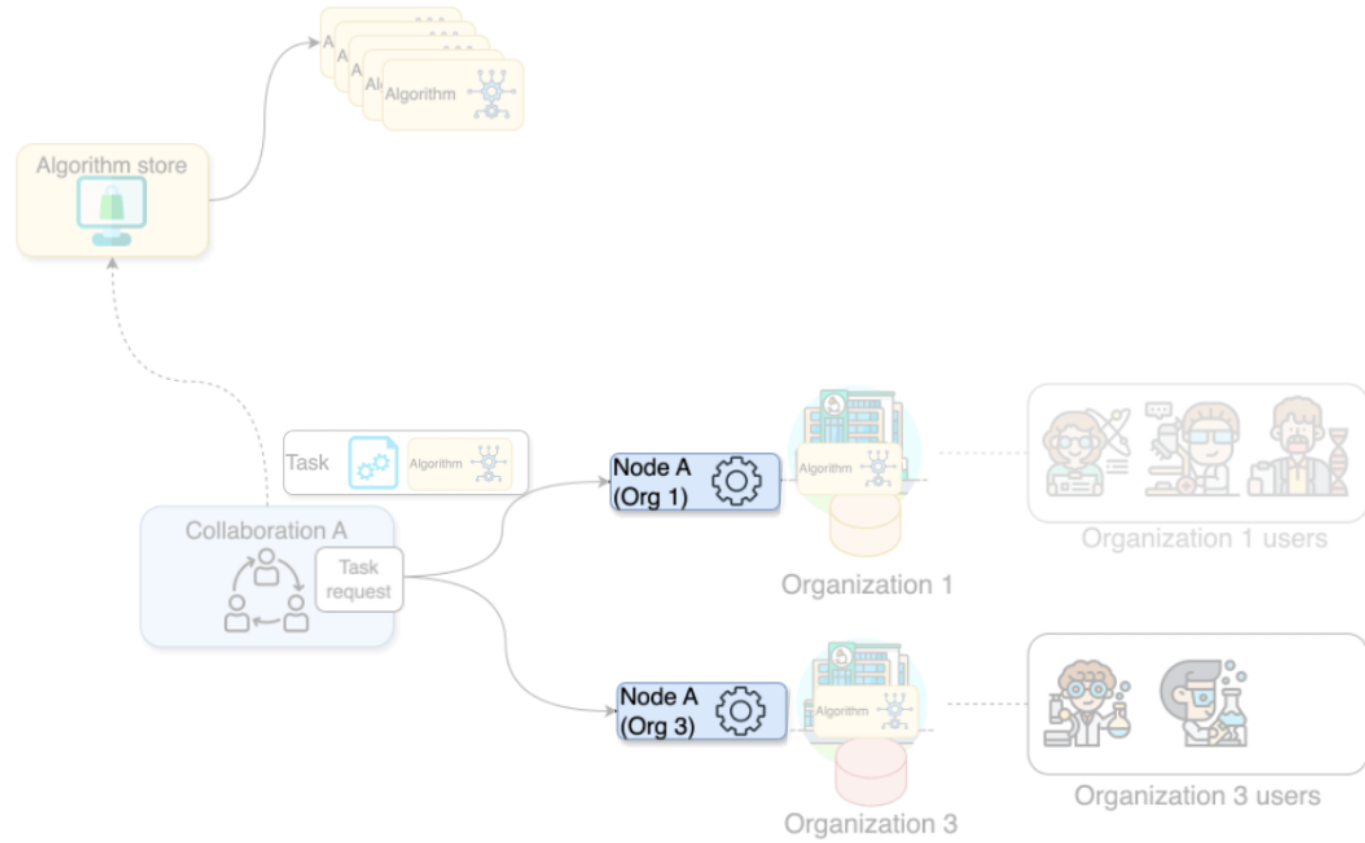 A
A
A
Al
Algorithm
Algorithm store
Task
Algorithm
Node A
(Org 1)
Algorithm
Collaboration A
Task
request
Organization 1 users
Organization 1
Node A
(Org 3)
Algorithm
Organization 3 users
Organization 3